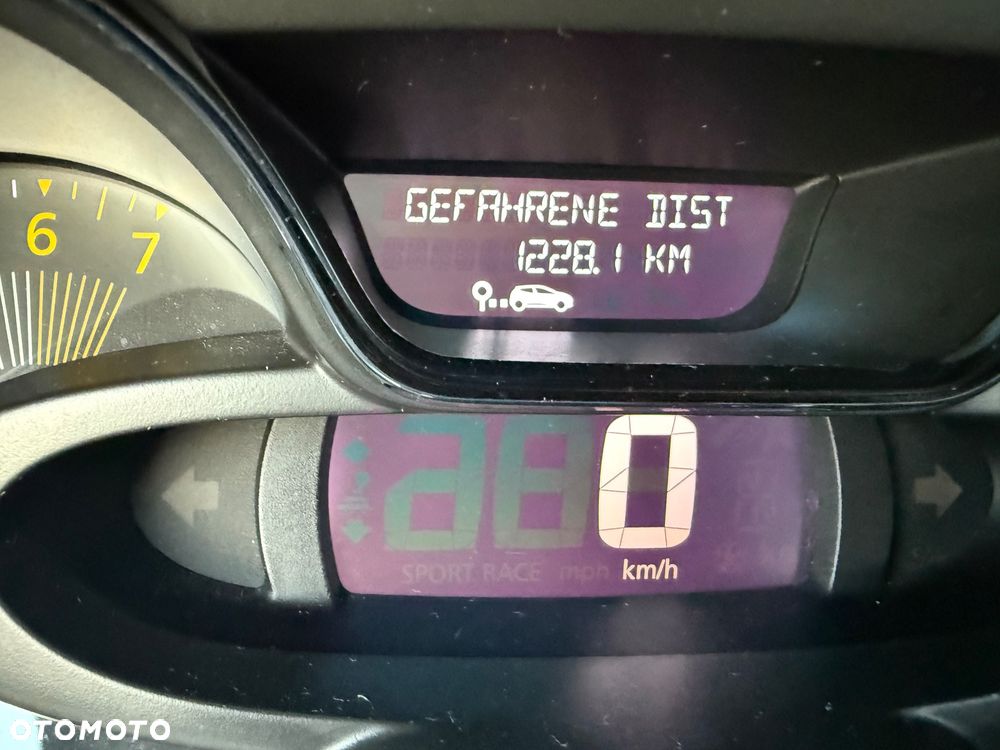 GEFAHRENE DIST
1228.1 KM
6
7
0
SPORT RACE mph km/h
OTOMOTO